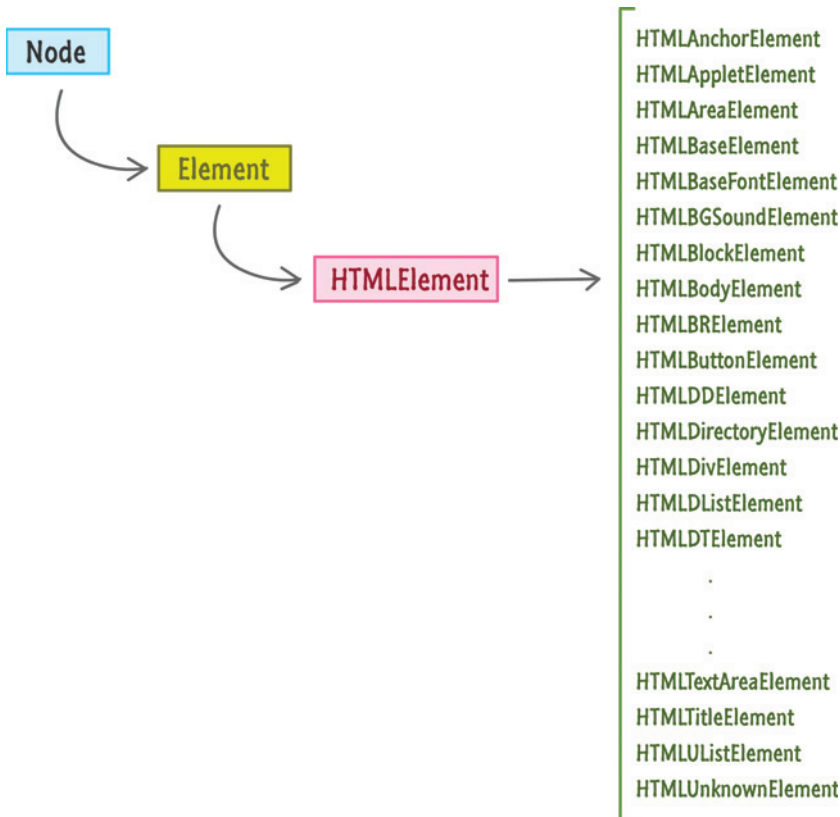 Node
Element
HTMLElement
HTMLAnchorElement
HTMLAppletElement
HTMLAreaElement
HTMLBaseElement
HTMLBaseFontElement
HTMLBGSoundElement
HTMLBlockElement
HTMLBodyElement
HTMLBRElement
HTMLButtonElement
HTMLDDElement
HTMLDirectoryElement
HTMLDivElement
HTMLDListElement
HTMLDTElement
.
.
.
HTMLTextAreaElement
HTMLTitleElement
HTMLUListElement
HTMLUnknownElement